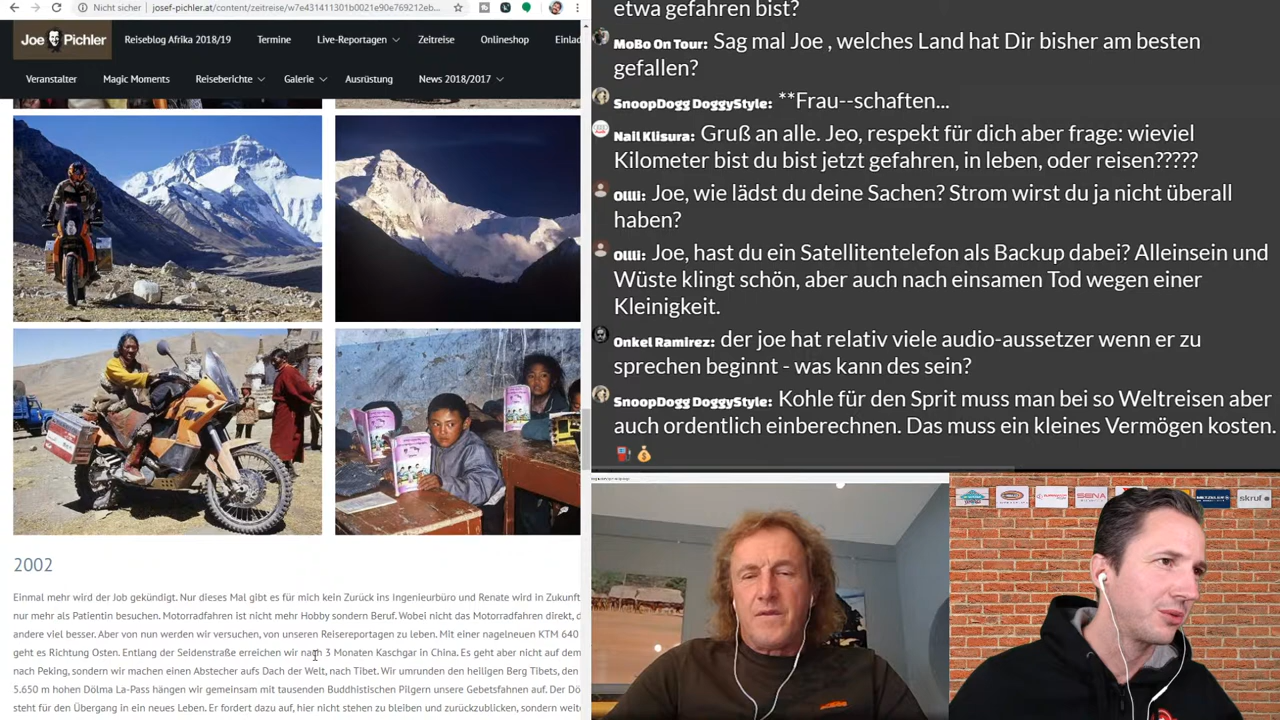 Nicht sicher | josef-pichler.at/content/zeitreise/w7e431411301b0021e90e769212eb...
Joe Pichler
Reiseblog Afrika 2018/19
Termine
Live-Reportagen
Zeitreise
Onlineshop
Einlad
Veranstalter
Magic Moments
Reiseberichte
Galerie
Ausrüstung
News 2018/2017
2002
Einmal mehr wird der Job gekündigt. Nur dieses Mal gibt es für mich kein Zurück ins Ingenieurbüro und Renate wird in Zukunft
nur mehr als Patientin besuchen. Motorradfahren ist nicht mehr Hobby sondern Beruf. Wobei nicht das Motorradfahren direkt, d
andere viel besser. Aber von nun werden wir versuchen, von unseren Reisereportagen zu leben. Mit einer nagelneuen KTM 640
geht es Richtung Osten. Entlang der Seidenstraße erreichen wir nach 3 Monaten Kaschgar in China. Es geht aber nicht auf dem
nach Peking, sondern wir machen einen Abstecher aufs Dach der Welt, nach Tibet. Wir umrunden den heiligen Berg Tibets, den
5.650 m hohen Dölma La-Pass hängen wir gemeinsam mit tausenden Buddhistischen Pilgern unsere Gebetsfahnen auf. Der Dö
steht für den Übergang in ein neues Leben. Er fordert dazu auf, hier nicht stehen zu bleiben und zurückzublicken, sondern weite
etwa gefahren bist?
MoBo On Tour: Sag mal Joe , welches Land hat Dir bisher am besten
gefallen?
SnoopDogg DoggyStyle: **Frau--schaften...
Nail Klisura: Gruß an alle. Jeo, respekt für dich aber frage: wieviel
Kilometer bist du bist jetzt gefahren, in leben, oder reisen?????
Ollli: Joe, wie lädst du deine Sachen? Strom wirst du ja nicht überall
haben?
Ollli: Joe, hast du ein Satellitentelefon als Backup dabei? Alleinsein und
Wüste klingt schön, aber auch nach einsamen Tod wegen einer
Kleinigkeit.
Onkel Ramirez: der joe hat relativ viele audio-aussetzer wenn er zu
sprechen beginnt - was kann des sein?
SnoopDogg DoggyStyle: Kohle für den Sprit muss man bei so Weltreisen aber
auch ordentlich einberechnen. Das muss ein kleines Vermögen kosten.
SENA
METZELER
skruf